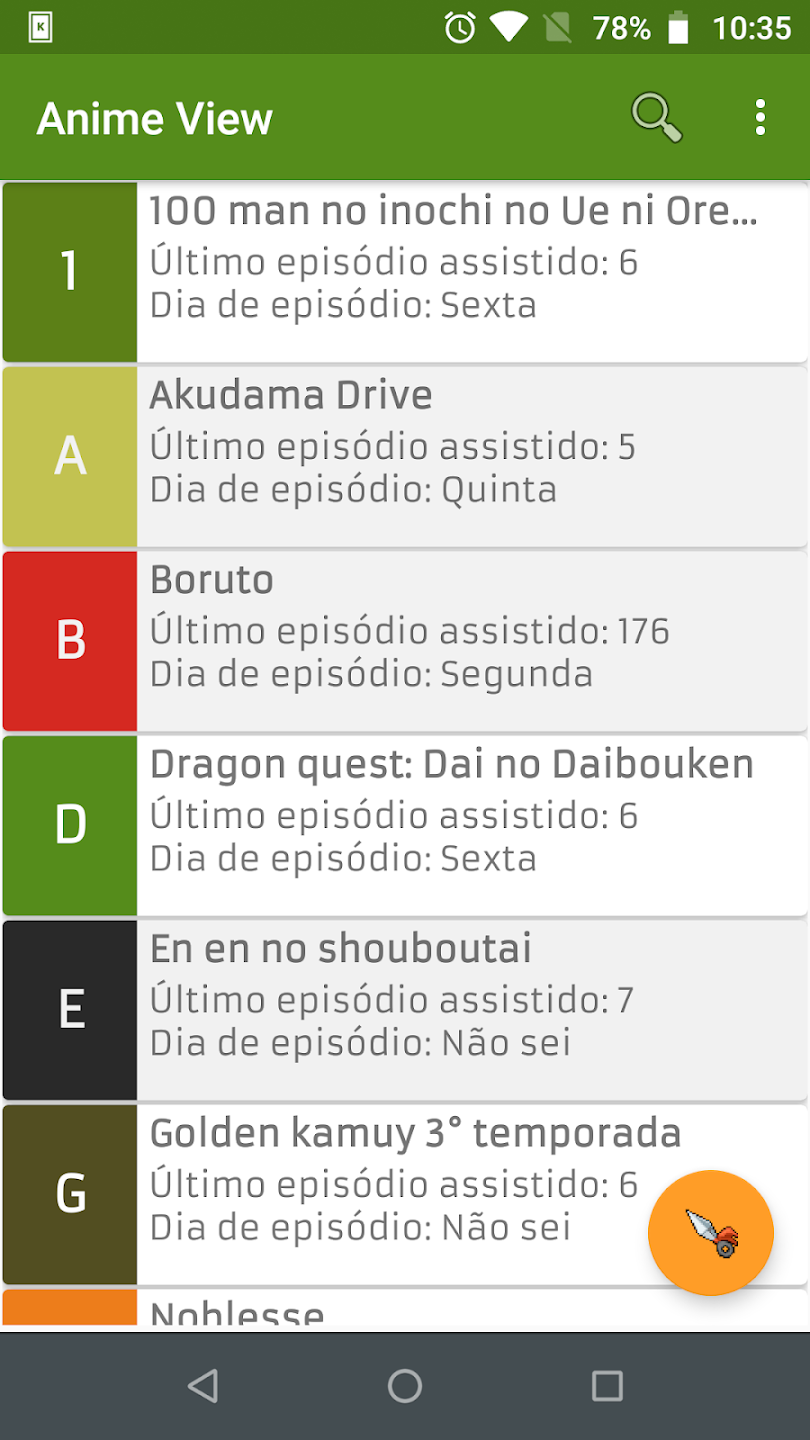 K
78%
10:35
Anime View
1
100 man no inochi no Ue ni Ore...
Último episódio assistido: 6
Dia de episódio: Sexta
A
Akudama Drive
Último episódio assistido: 5
Dia de episódio: Quinta
B
Boruto
Último episódio assistido: 176
Dia de episódio: Segunda
D
Dragon quest: Dai no Daibouken
Último episódio assistido: 6
Dia de episódio: Sexta
E
En en no shouboutai
Último episódio assistido: 7
Dia de episódio: Não sei
G
Golden kamuy 3° temporada
Último episódio assistido: 6
Dia de episódio: Não sei
Noblesse